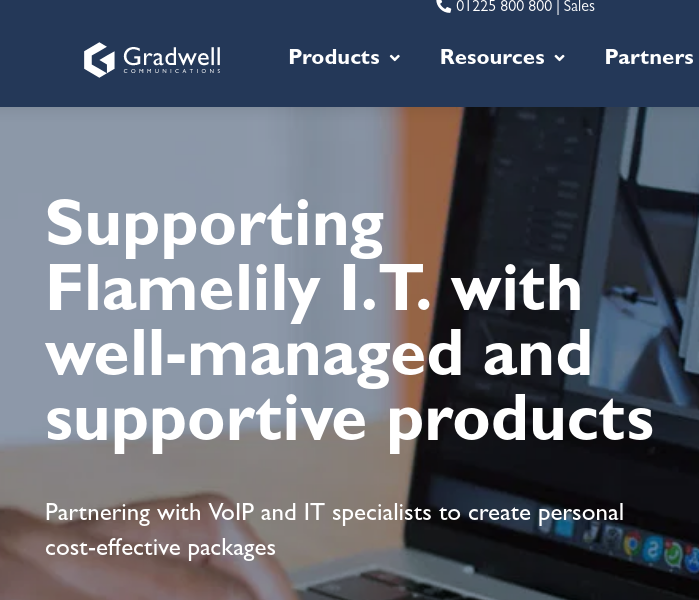 01225 800 800 | Sales
Gradwell
COMMUNICATIONS
Products
Resources
Partners
Supporting
Flamelily I.T. with
well-managed and
supportive products
Partnering with VoIP and IT specialists to create personal
cost-effective packages